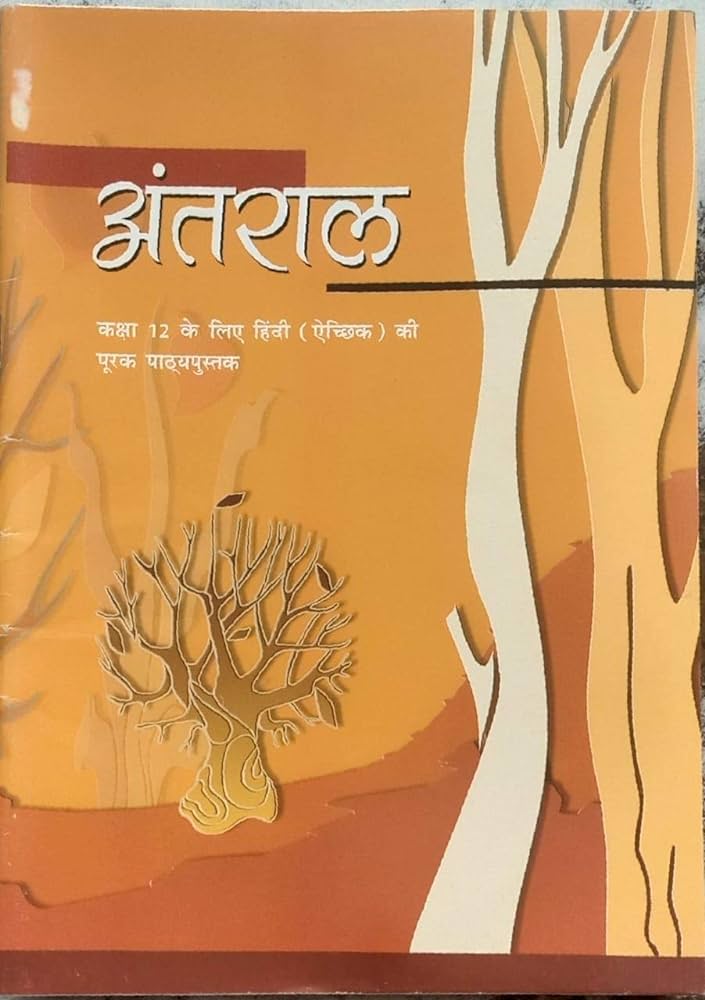 अंतराल
कक्षा 12 के लिए हिंदी ( ऐच्छिक ) की
पूरक पाठ्यपुस्तक